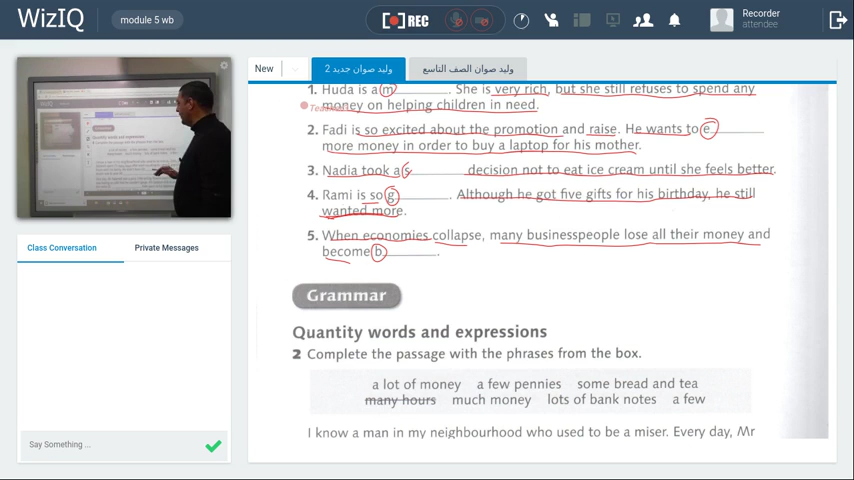 WizIQ
module 5 wb
REC
Recorder
attendee
New
وليد صوان جديد 2
وليد صوان الصف التاسع
1. Huda is a m________. She is very rich, but she still refuses to spend any
money on helping children in need.
2. Fadi is so excited about the promotion and raise. He wants to e________
more money in order to buy a laptop for his mother.
3. Nadia took a s________ decision not to eat ice cream until she feels better.
4. Rami is so g________. Although he got five gifts for his birthday, he still
wanted more.
5. When economies collapse, many businesspeople lose all their money and
become b________.
Grammar
Quantity words and expressions
2 Complete the passage with the phrases from the box.
a lot of money a few pennies some bread and tea
many hours much money lots of bank notes a few
I know a man in my neighbourhood who used to be a miser. Every day, Mr
Class Conversation
Private Messages
Say Something ...